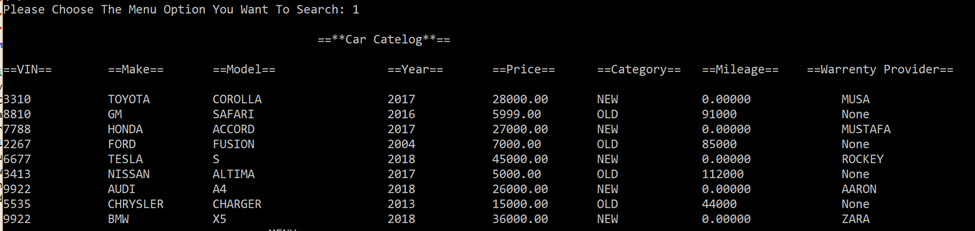 Please Choose The Menu Option You Want To Search: 1
==**Car Catelog**==
==VIN== ==Make== ==Model== ==Year== ==Price== ==Category== ==Mileage== ==Warrenty Provider==
3310 TOYOTA COROLLA 2017 28000.00 NEW 0.00000 MUSA
8810 GM SAFARI 2016 5999.00 OLD 91000 None
7788 HONDA ACCORD 2017 27000.00 NEW 0.00000 MUSTAFA
2267 FORD FUSION 2004 7000.00 OLD 85000 None
6677 TESLA S 2018 45000.00 NEW 0.00000 ROCKEY
3413 NISSAN ALTIMA 2017 5000.00 OLD 112000 None
9922 AUDI A4 2018 26000.00 NEW 0.00000 AARON
5535 CHRYSLER CHARGER 2013 15000.00 OLD 44000 None
9922 BMW X5 2018 36000.00 NEW 0.00000 ZARA
MENU